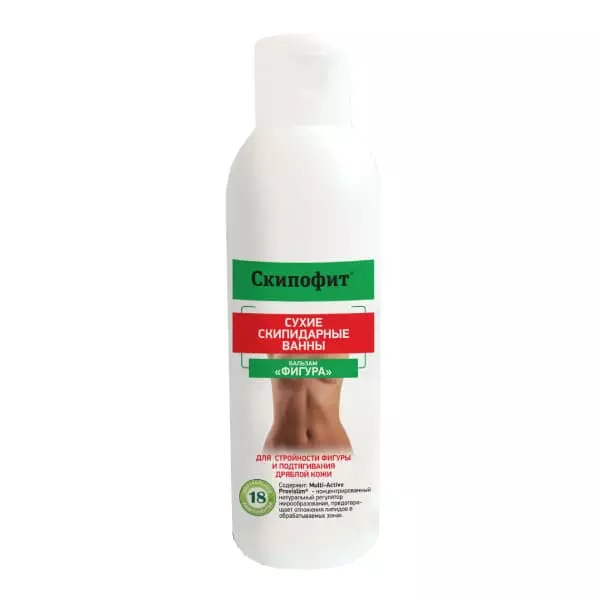 Скипофит®
СУХИЕ
СКИПИДАРНЫЕ
ВАННЫ
БАЛЬЗАМ
«ФИГУРА»
ДЛЯ СТРОЙНОСТИ ФИГУРЫ
И ПОДТЯГИВАНИЯ
ДРЯБЛОЙ КОЖИ
18
Содержит: Multi-Active
Provislim® - концентрированный
натуральный регулятор
жирообразования, предотвра-
щает отложения липидов в
обрабатываемых зонах.